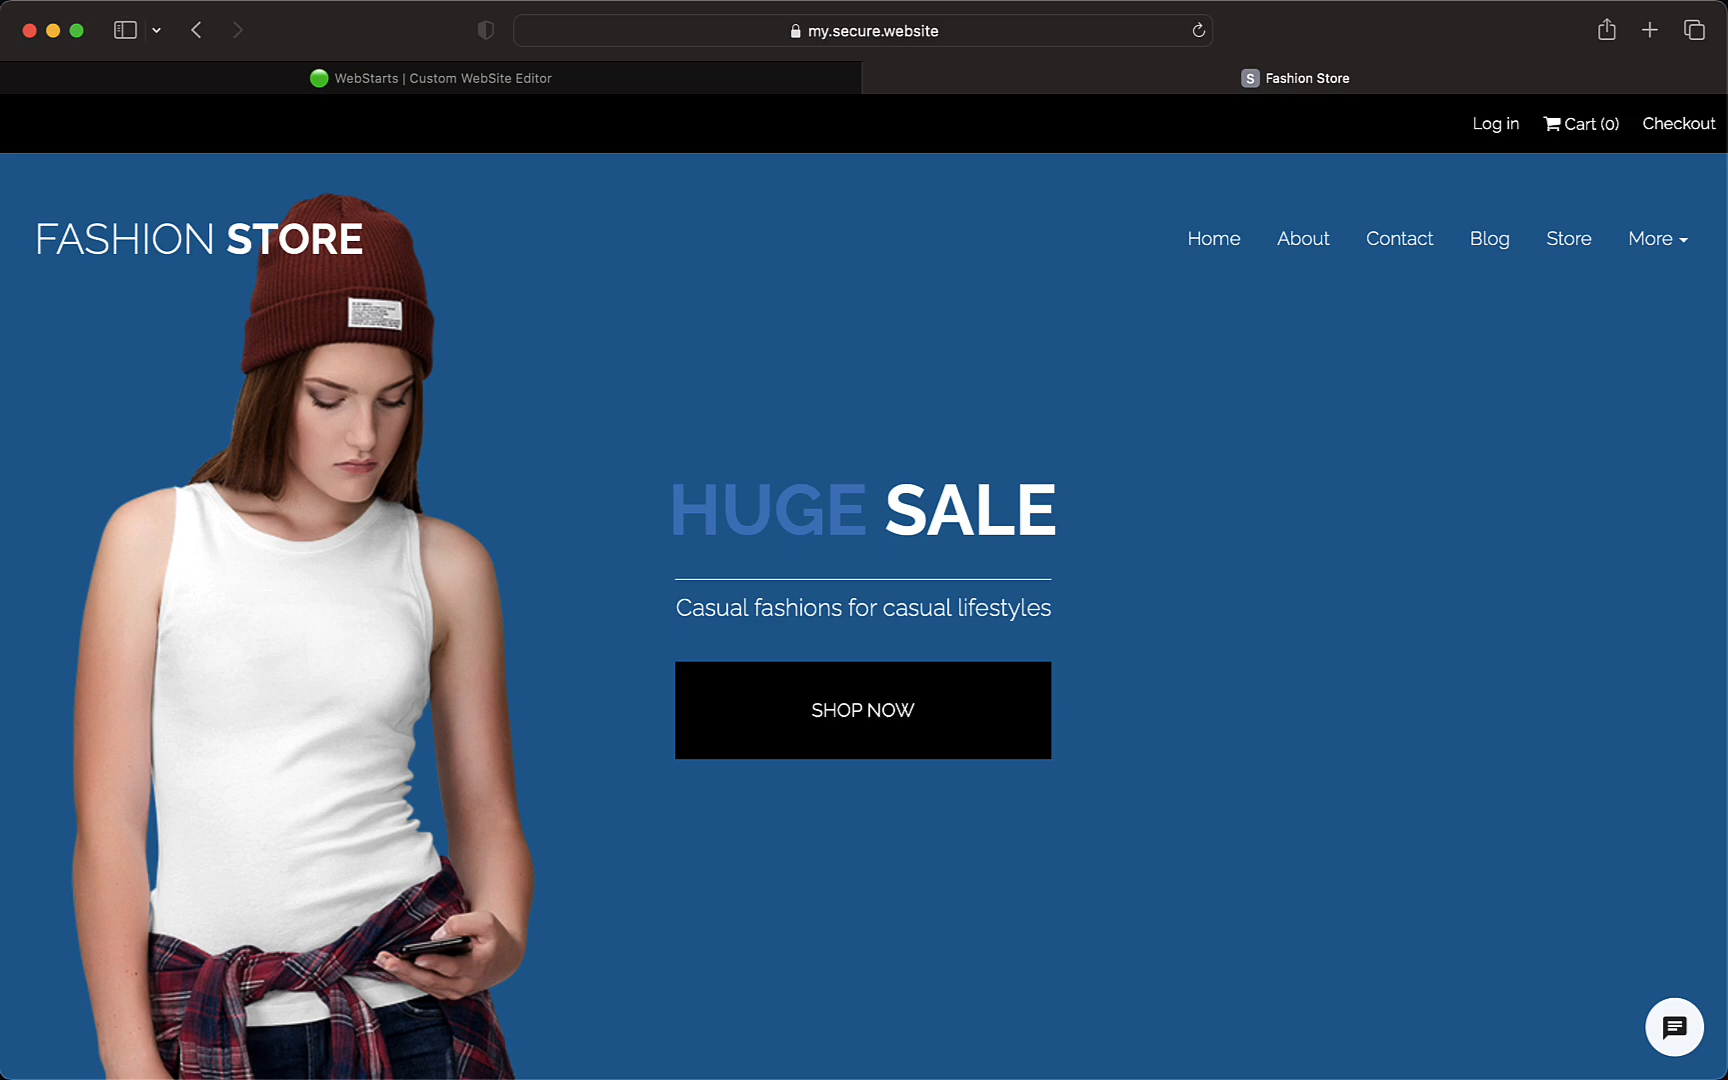 my.secure.website
WebStarts | Custom WebSite Editor
S Fashion Store
Log in Cart (0) Checkout
FASHION STORE
Home About Contact Blog Store More
HUGE SALE
Casual fashions for casual lifestyles
SHOP NOW